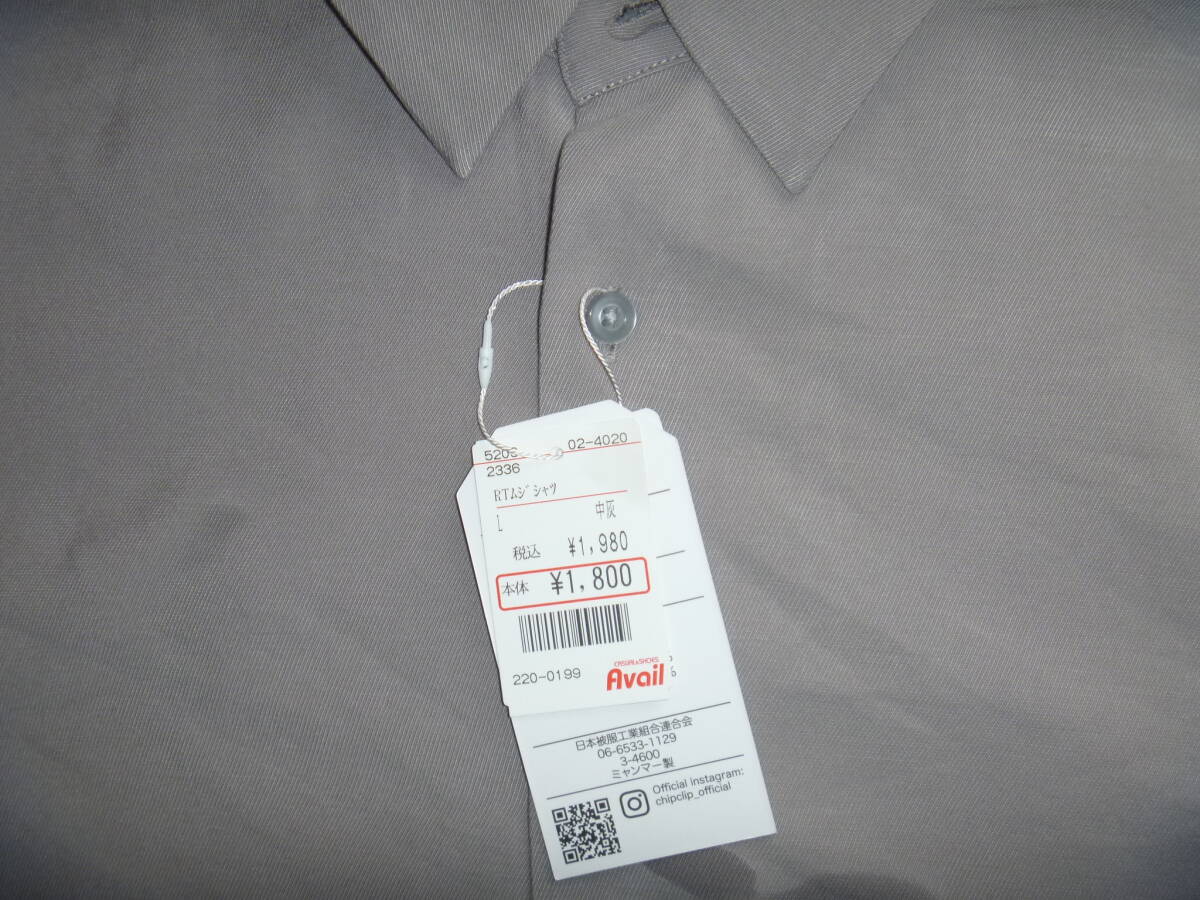 02-4020
2336
RTﾑｼﾞｼｬﾂ
L 中灰
税込 ¥1,980
本体 ¥1,800
220-0199
CASUAL&SHOES
Avail
日本被服工業組合連合会
06-6533-1129
3-4600
ミャンマー製
Official instagram:
chipclip_official